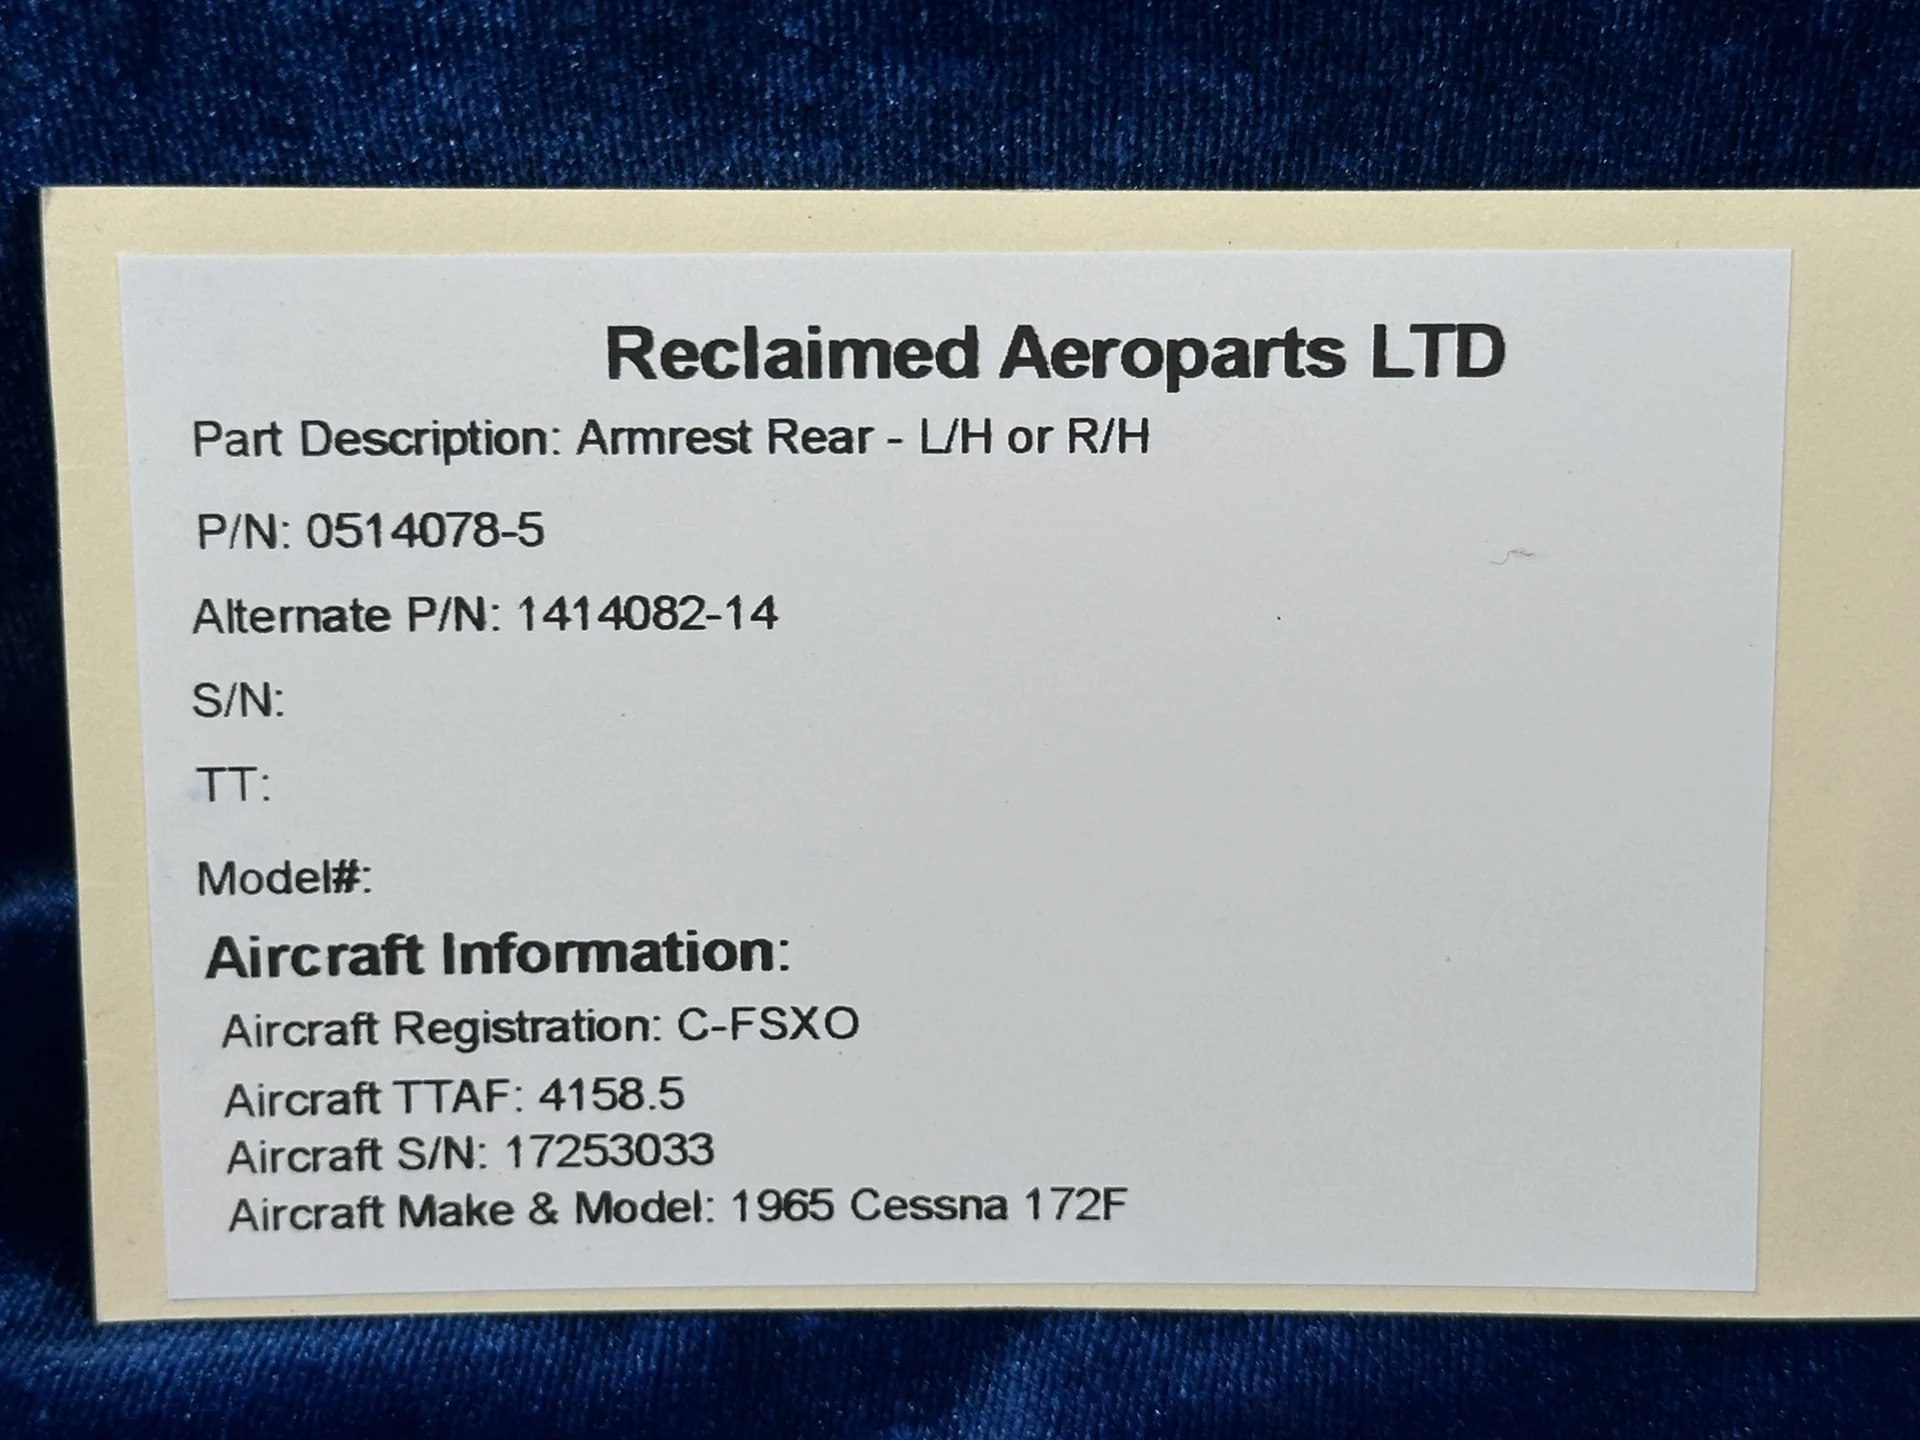 Reclaimed Aeroparts LTD
Part Description: Armrest Rear - L/H or R/H
P/N: 0514078-5
Alternate P/N: 1414082-14
S/N:
TT:
Model#:
Aircraft Information:
Aircraft Registration: C-FSXO
Aircraft TTAF: 4158.5
Aircraft S/N: 17253033
Aircraft Make & Model: 1965 Cessna 172F